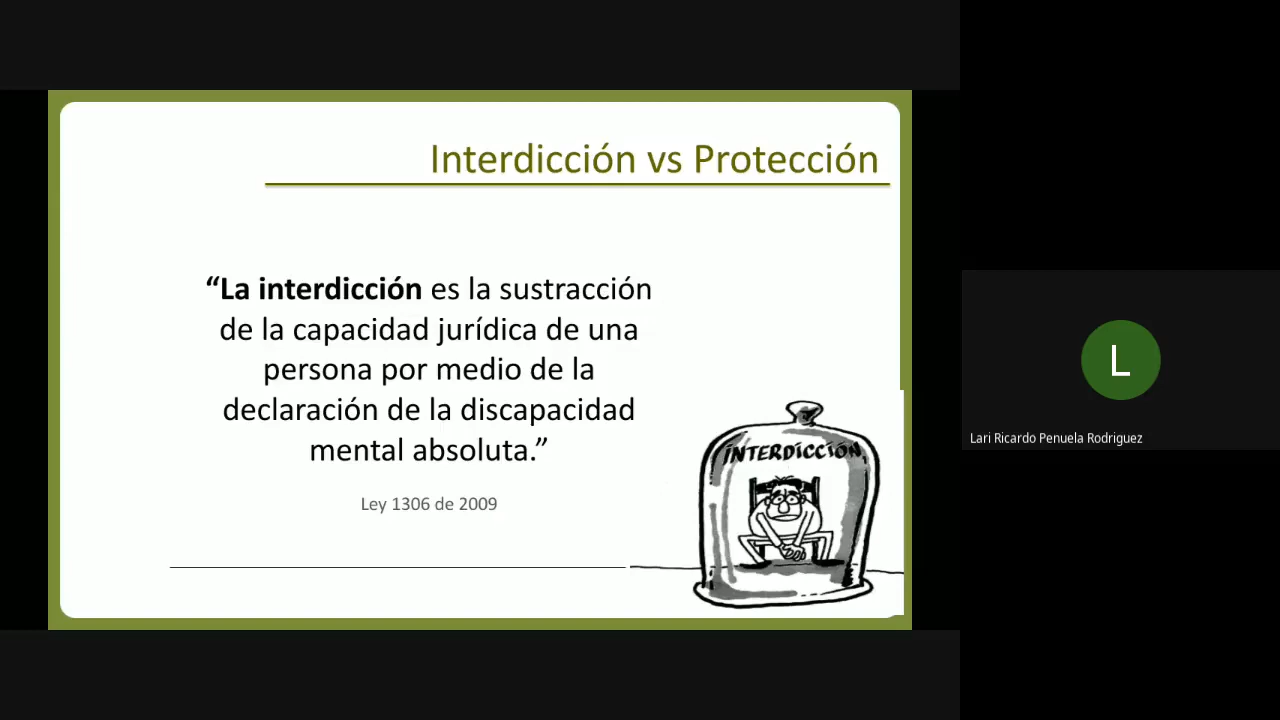 Interdicción vs Protección
“La interdicción es la sustracción
de la capacidad jurídica de una
persona por medio de la
declaración de la discapacidad
mental absoluta.”
Ley 1306 de 2009
INTERDICCIÓN
L
Lari Ricardo Penuela Rodriguez